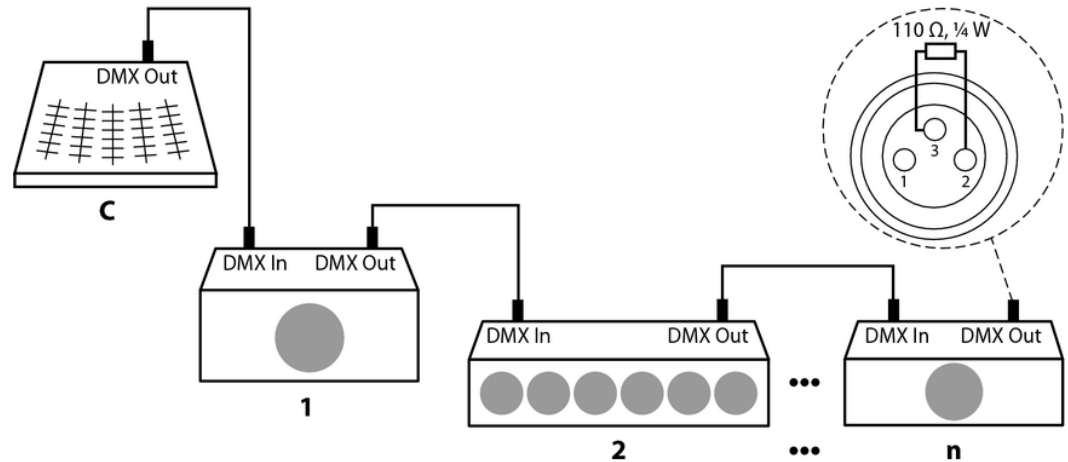 110 Ω, ¼ W
DMX Out
3
1 2
C
DMX In DMX Out
1
DMX In DMX Out
2
•••
•••
DMX In DMX Out
n